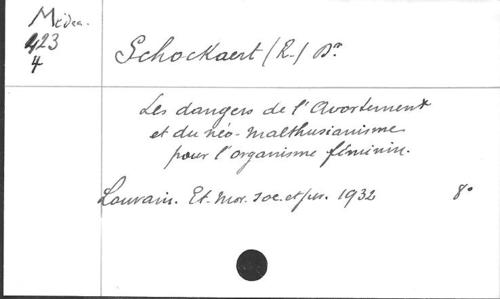 Médec.
423
4
Schockaert (R.) Dr
Les dangers de l'Avortement
et du néo-Malthusianisme
pour l'organisme féminin.
Louvain. Et. Mor. soc. et jur. 1932 8°